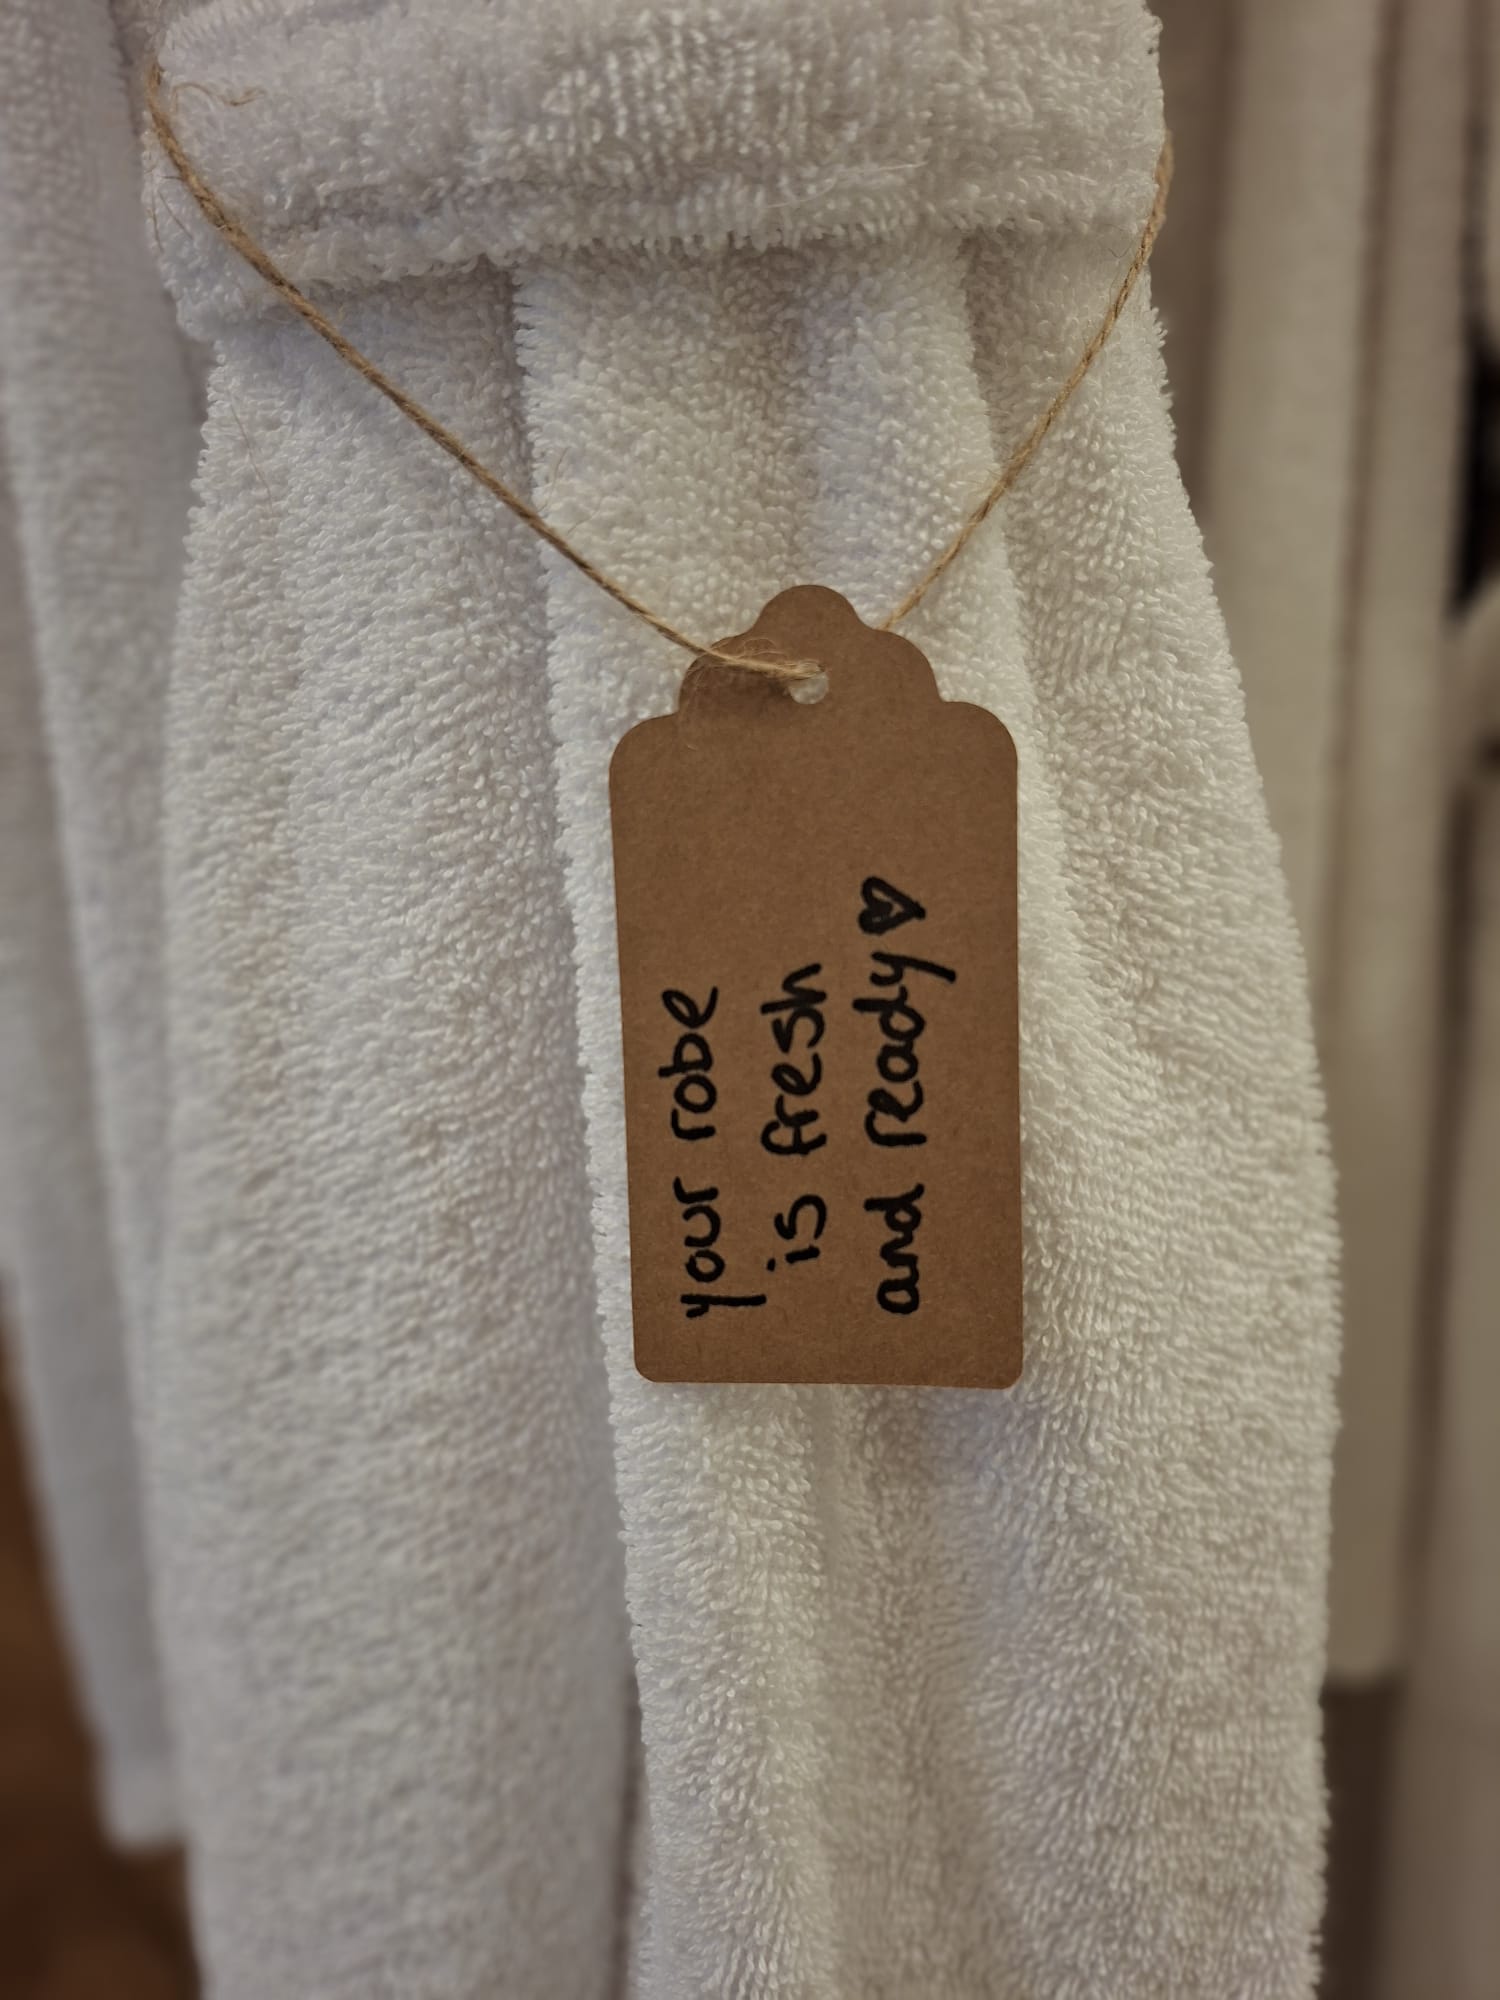 your robe
is fresh
and ready♥